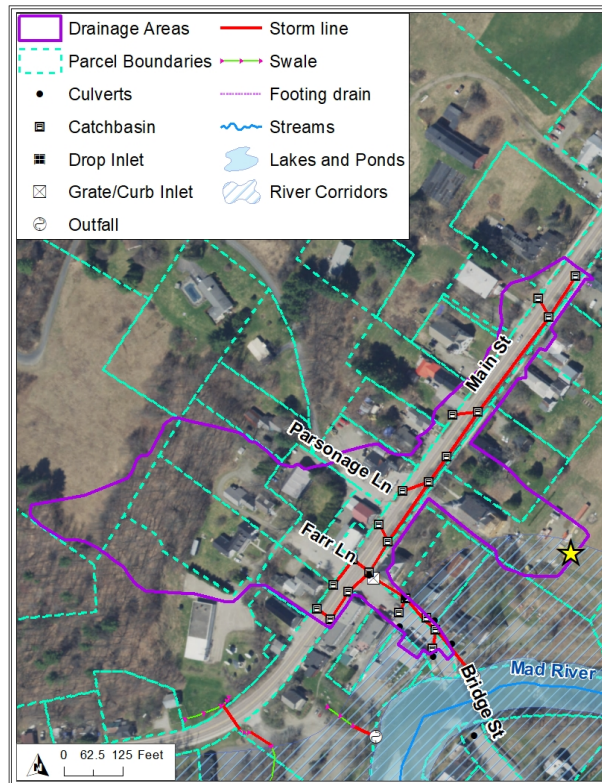 Drainage Areas
Storm line
Parcel Boundaries
Swale
Culverts
Footing drain
Catchbasin
Streams
Drop Inlet
Lakes and Ponds
Grate/Curb Inlet
River Corridors
Outfall
Main St
Parsonage Ln
Farr Ln
Mad River
Bridge St
0 62.5 125 Feet